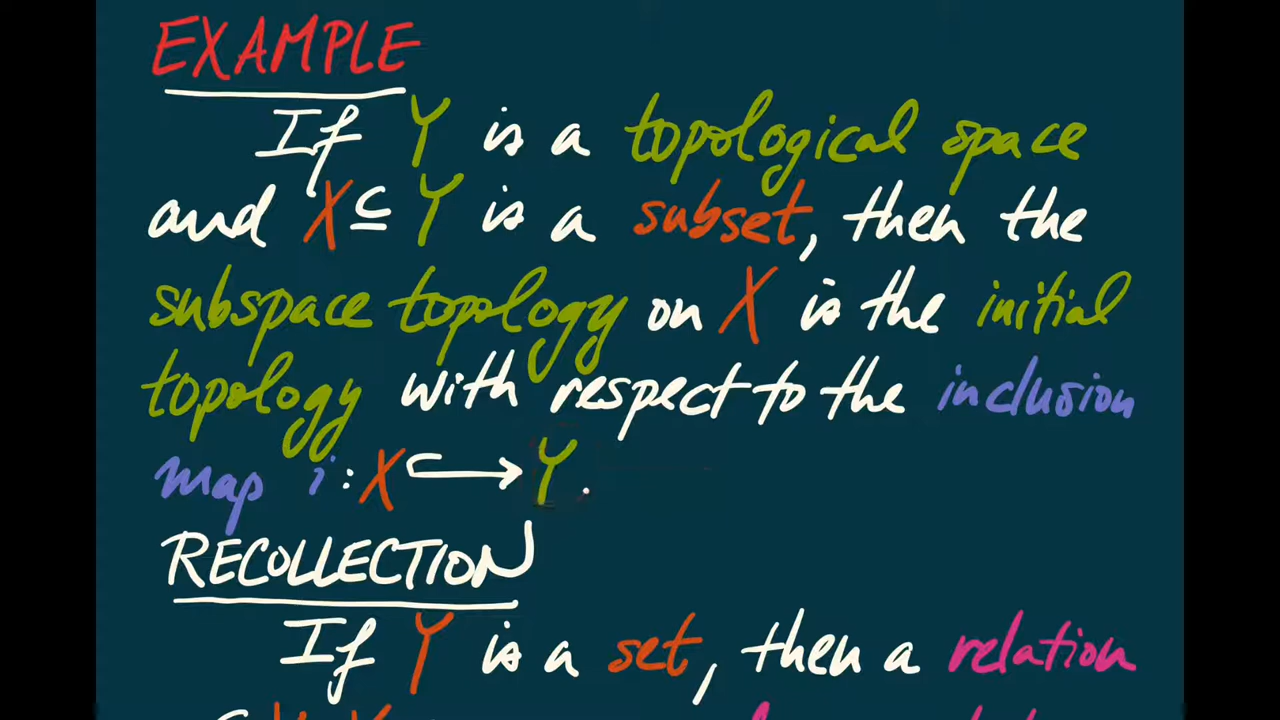 EXAMPLE
If Y is a topological space
and X ⊆ Y is a subset, then the
subspace topology on X is the initial
topology with respect to the inclusion
map i : X ↪ Y.
RECOLLECTION
If Y is a set, then a relation